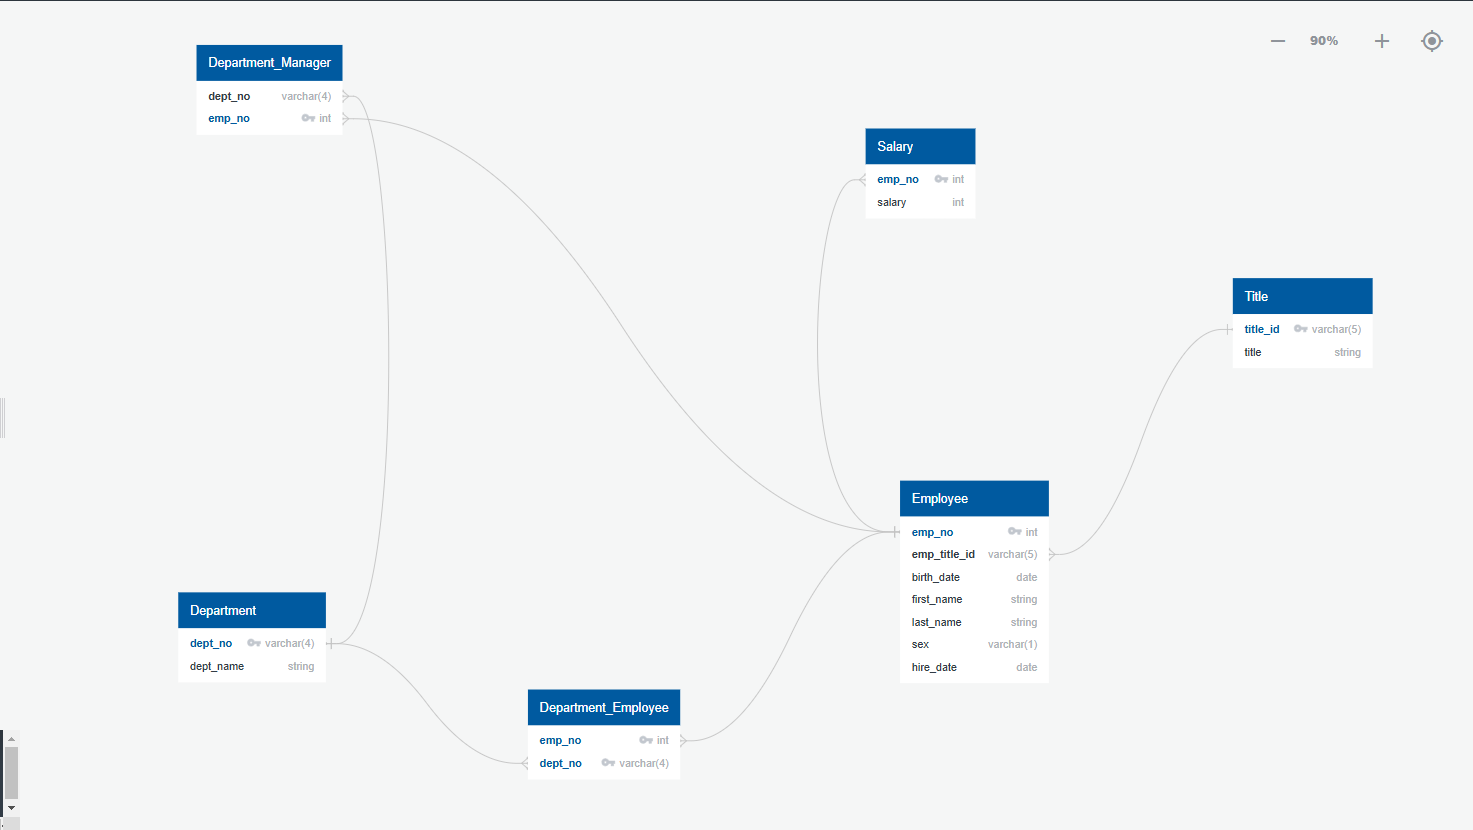 90%
Department_Manager
dept_no varchar(4)
emp_no int
Salary
emp_no int
salary int
Title
title_id varchar(5)
title string
Employee
emp_no int
emp_title_id varchar(5)
birth_date date
first_name string
last_name string
sex varchar(1)
hire_date date
Department
dept_no varchar(4)
dept_name string
Department_Employee
emp_no int
dept_no varchar(4)